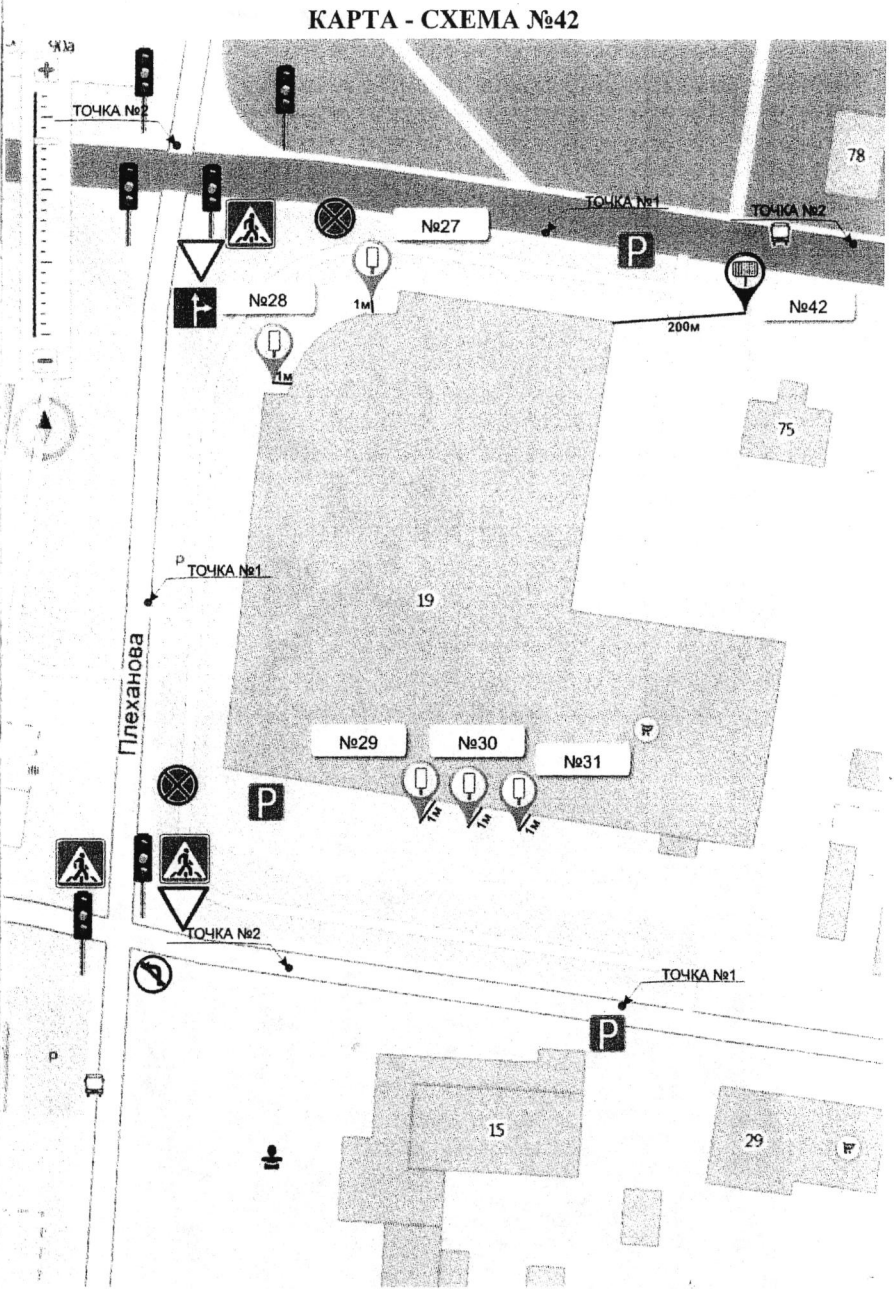 КАРТА - СХЕМА №42
90а
ТОЧКА №2
78
ТОЧКА №1
ТОЧКА №2
№27
P
№28
1м
№42
200м
1м
75
P
ТОЧКА №1
19
Плеханова
№29
№30
№31
P
1м
1м
1м
ТОЧКА №2
ТОЧКА №1
P
P
15
29